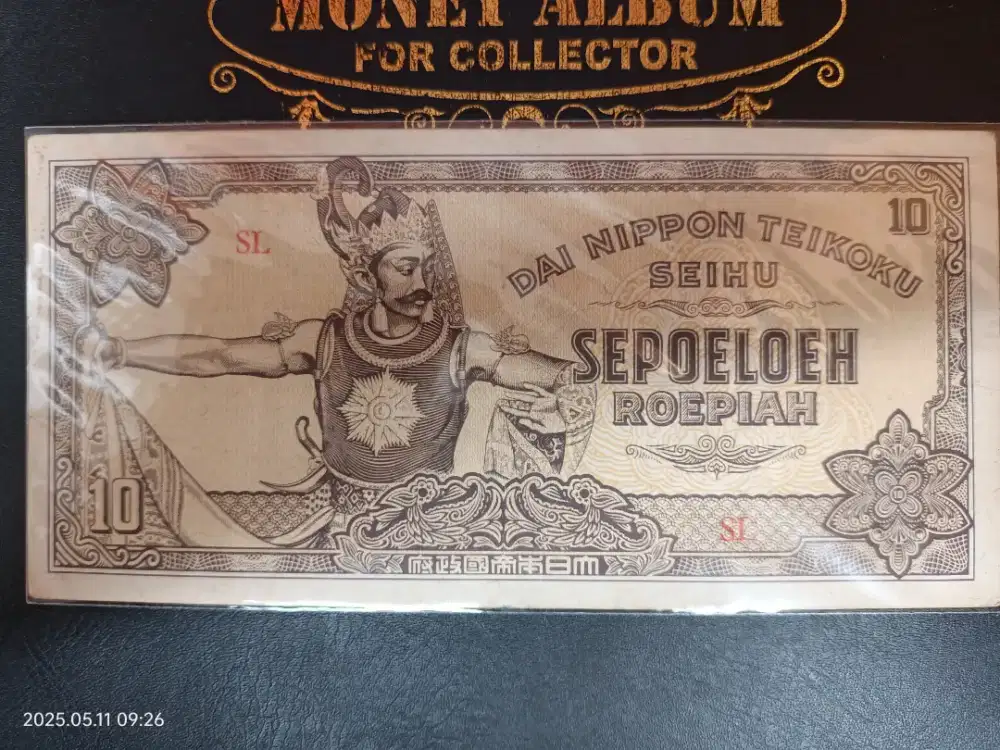 MONEY ALBUM
FOR COLLECTOR
10
SL
DAI NIPPON TEIKOKU
SEIHU
SEPOELOEH
ROEPIAH
10
SL
府政國帝本日大
2025.05.11 09:26